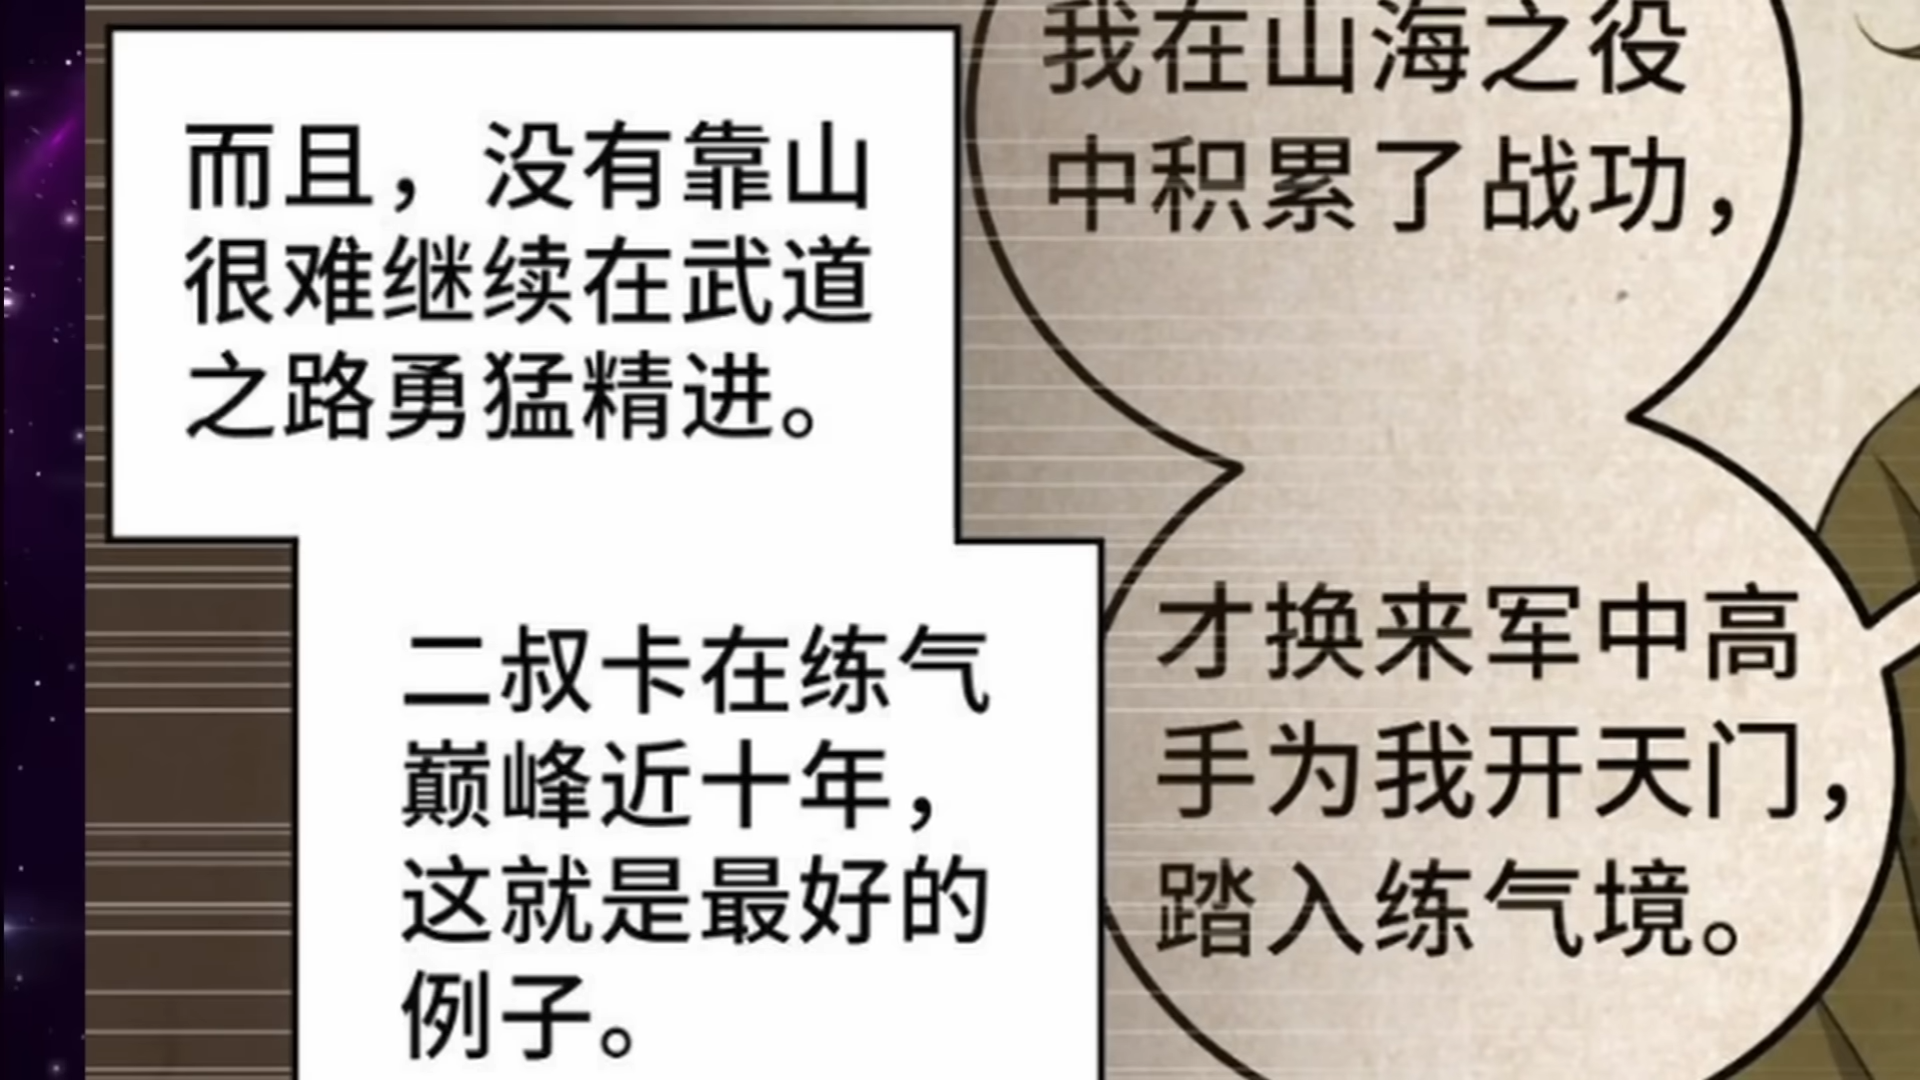 而且，没有靠山
很难继续在武道
之路勇猛精进。
二叔卡在练气
巅峰近十年，
这就是最好的
例子。
我在山海之役
中积累了战功，
才换来军中高
手为我开天门，
踏入练气境。